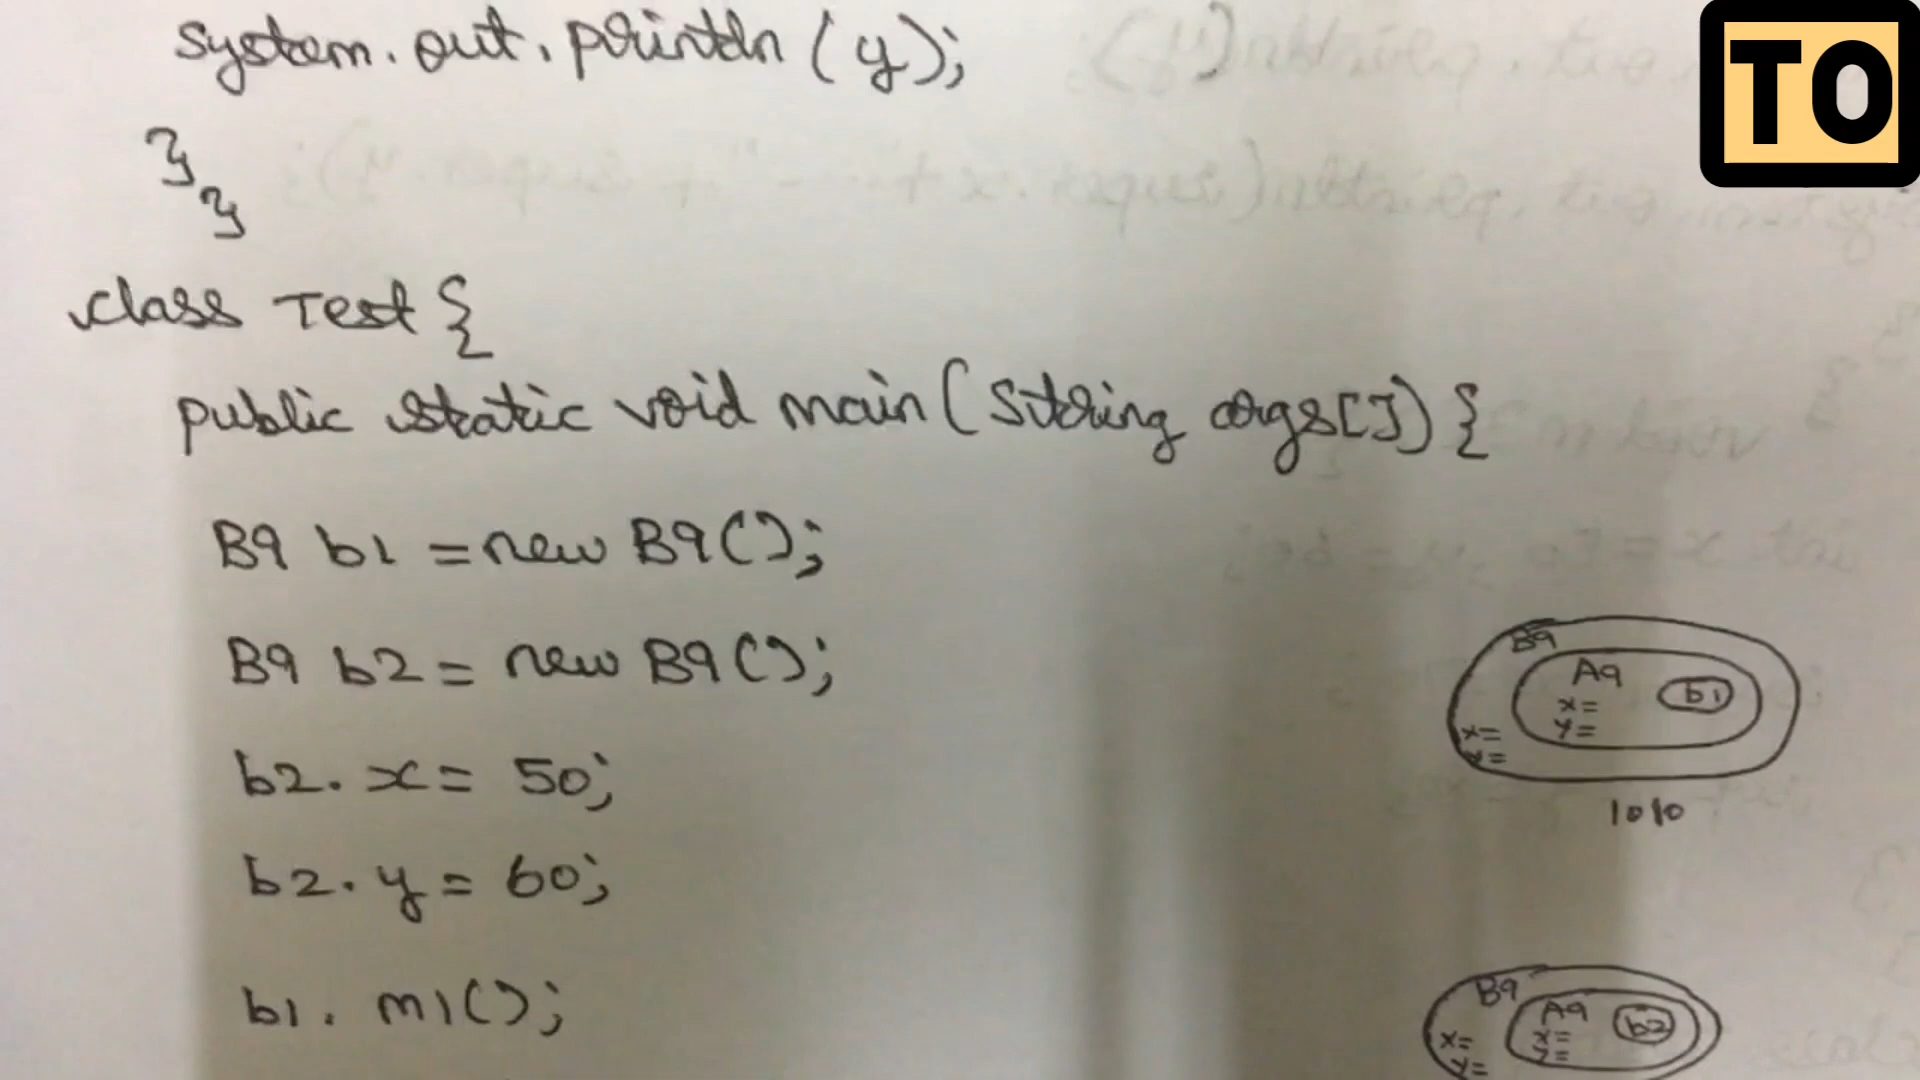 system.out.println(y);
}
}
class Test {
public static void main(String args[]) {
B9 b1 = new B9();
B9 b2 = new B9();
b2.x = 50;
b2.y = 60;
b1.m1();
TO
B9
A9
b1
x=
y=
x=
y=
1010
B9
A9
b2
x=
y=
x=
y=